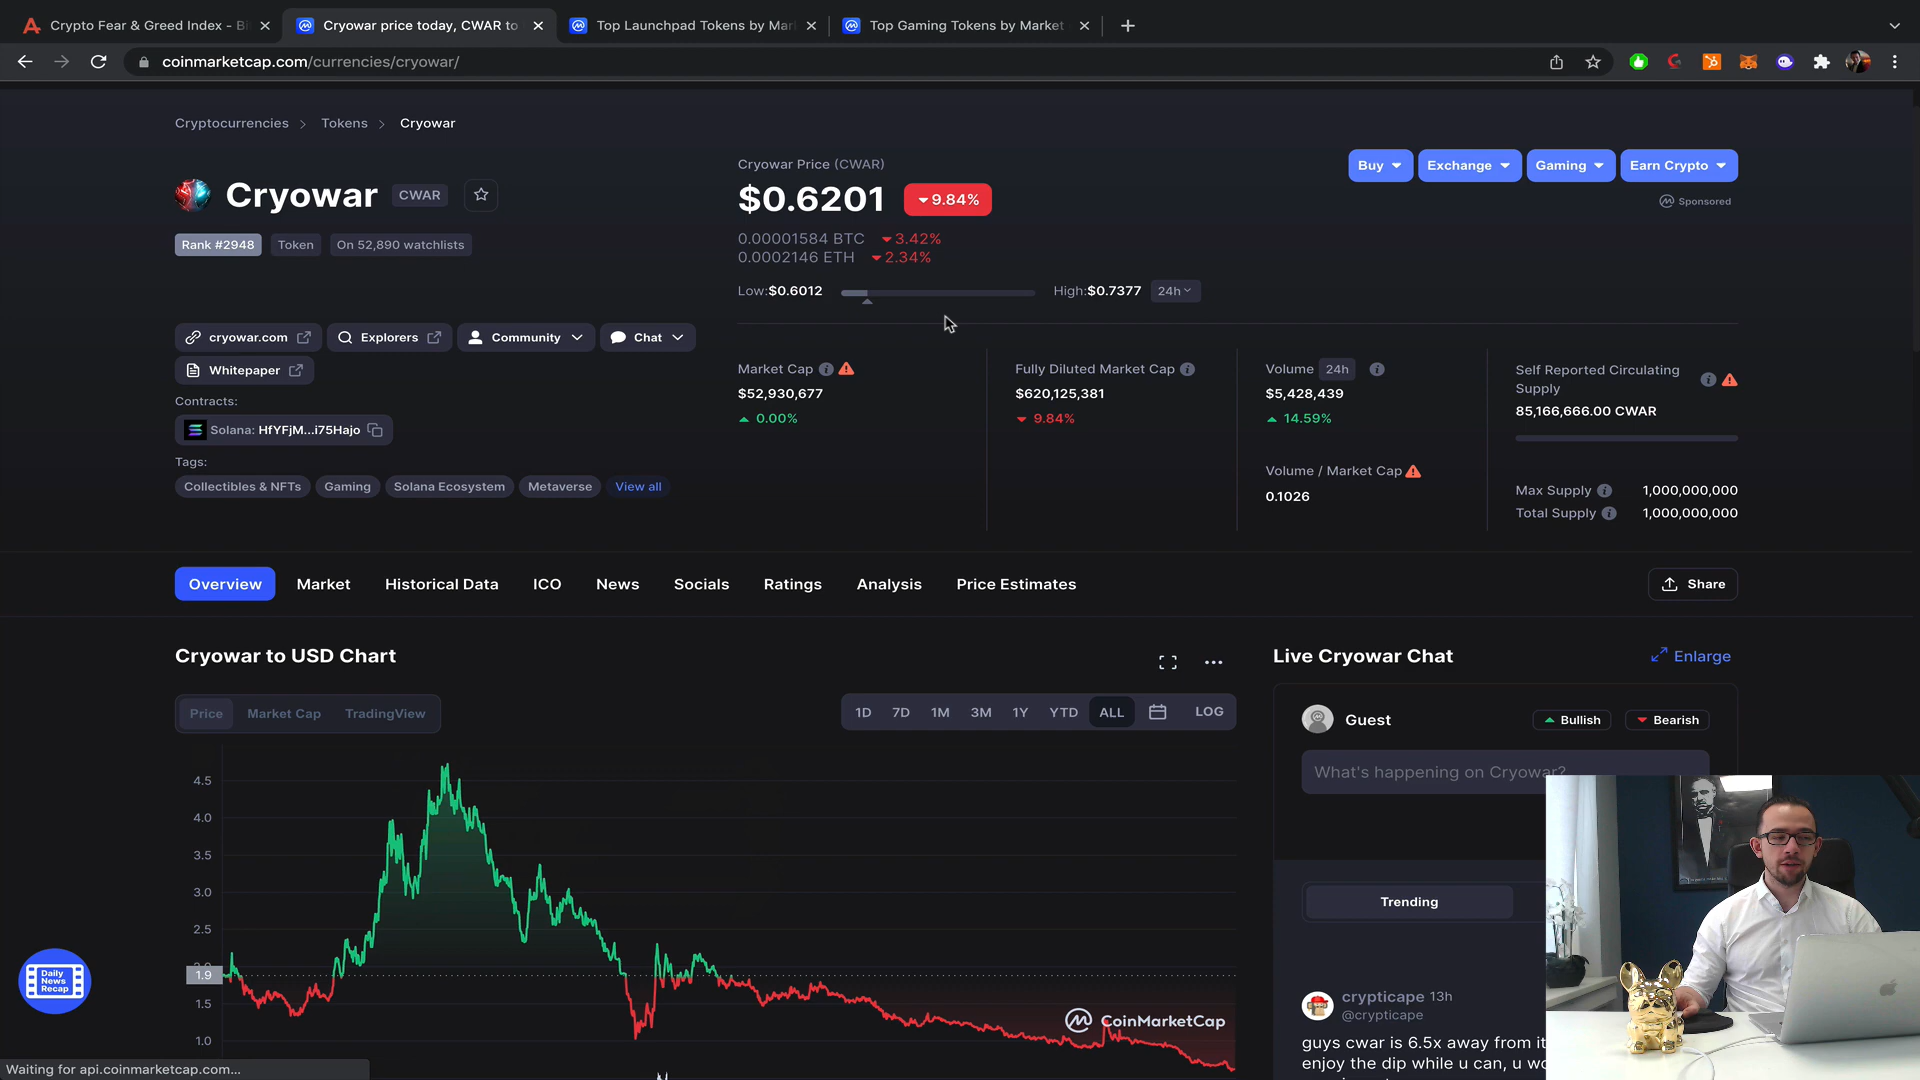 Crypto Fear & Greed Index - Bi
Cryowar price today, CWAR to
Top Launchpad Tokens by Mar
Top Gaming Tokens by Market
coinmarketcap.com/currencies/cryowar/
Cryptocurrencies > Tokens > Cryowar
Cryowar CWAR
Rank #2948 Token On 52,890 watchlists
cryowar.com Explorers Community Chat
Whitepaper
Contracts:
Solana: HfYFjM...i75Hajo
Tags:
Collectibles & NFTs Gaming Solana Ecosystem Metaverse View all
Cryowar Price (CWAR)
$0.6201 9.84%
0.00001584 BTC 3.42%
0.0002146 ETH 2.34%
Low:$0.6012 High:$0.7377 24h
Buy Exchange Gaming Earn Crypto
Sponsored
Market Cap
$52,930,677
0.00%
Fully Diluted Market Cap
$620,125,381
9.84%
Volume 24h
$5,428,439
14.59%
Volume / Market Cap
0.1026
Self Reported Circulating
Supply
85,166,666.00 CWAR
Max Supply 1,000,000,000
Total Supply 1,000,000,000
Overview Market Historical Data ICO News Socials Ratings Analysis Price Estimates Share
Cryowar to USD Chart
Price Market Cap TradingView
1D 7D 1M 3M 1Y YTD ALL LOG
4.5
4.0
3.5
3.0
2.5
1.9
1.5
1.0
CoinMarketCap
Live Cryowar Chat Enlarge
Guest Bullish Bearish
What's happening on Cryowar?
Trending
crypticape 13h
@crypticape
guys cwar is 6.5x away from it
enjoy the dip while u can, u wo
Daily
News
Recap
Waiting for api.coinmarketcap.com...